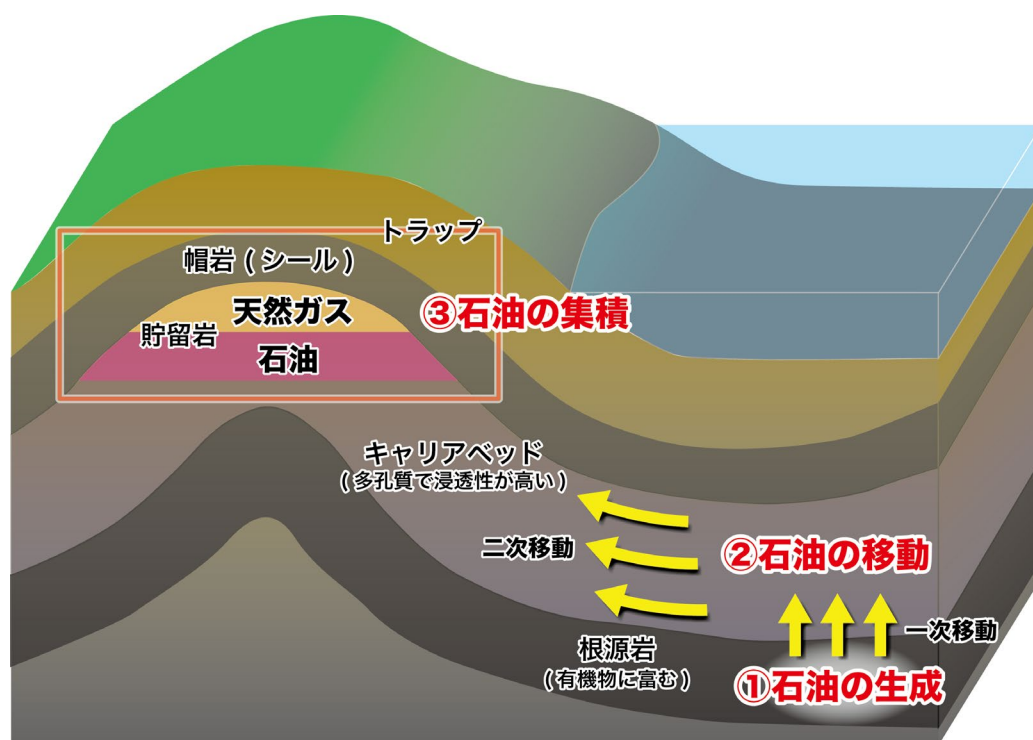 トラップ
帽岩(シール)
天然ガス
③石油の集積
貯留岩
石油
キャリアベッド
(多孔質で浸透性が高い)
二次移動
②石油の移動
一次移動
根源岩
(有機物に富む)
①石油の生成